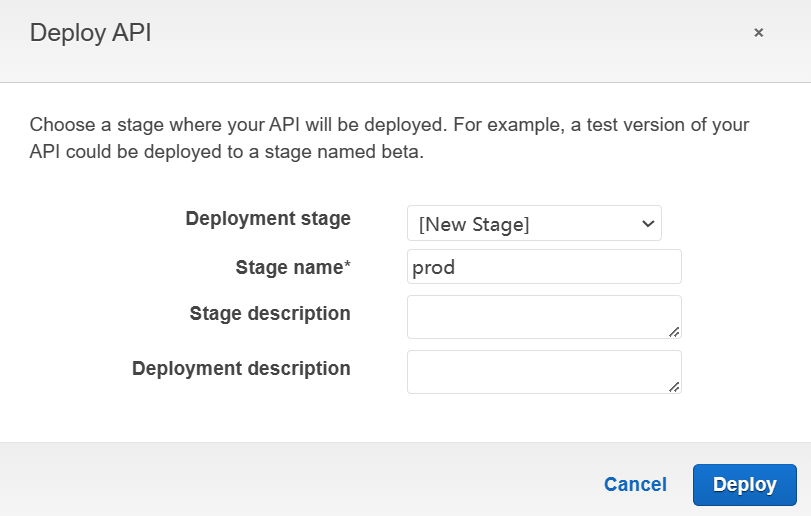 Deploy API
×
Choose a stage where your API will be deployed. For example, a test version of your
API could be deployed to a stage named beta.
Deployment stage [New Stage]
Stage name* prod
Stage description
Deployment description
Cancel Deploy